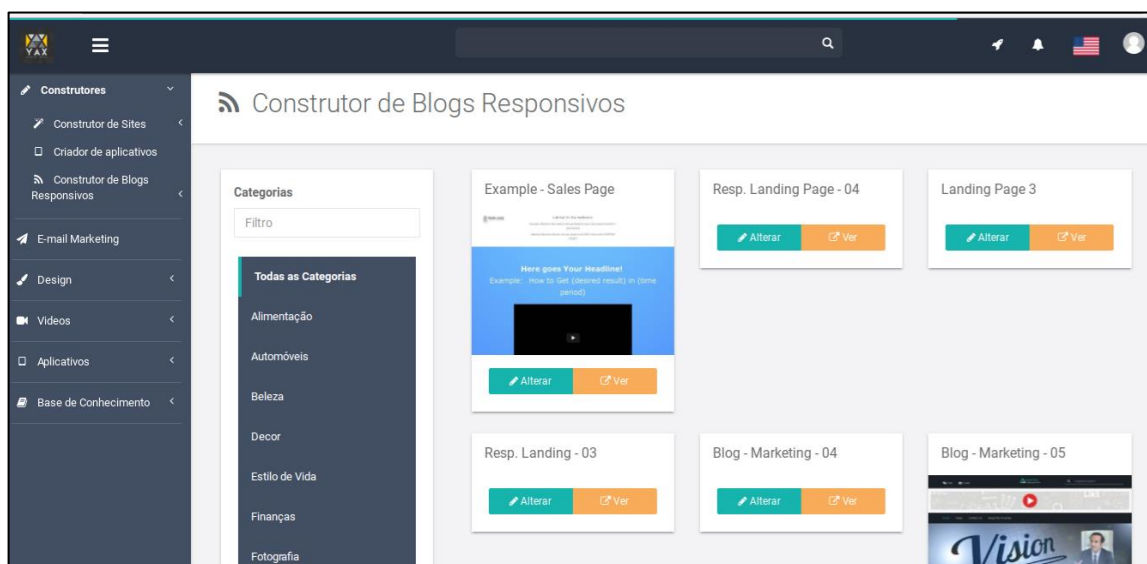 YAX
Construtores
Construtor de Sites
Criador de aplicativos
Construtor de Blogs
Responsivos
E-mail Marketing
Design
Videos
Aplicativos
Base de Conhecimento
Construtor de Blogs Responsivos
Categorias
Filtro
Todas as Categorias
Alimentação
Automóveis
Beleza
Decor
Estilo de Vida
Finanças
Fotografia
Example - Sales Page
Here goes Your Headline!
Example: How to Get (desired result) in (time
period)
Alterar Ver
Resp. Landing Page - 04
Alterar Ver
Landing Page 3
Alterar Ver
Resp. Landing - 03
Alterar Ver
Blog - Marketing - 04
Alterar Ver
Blog - Marketing - 05
Vision